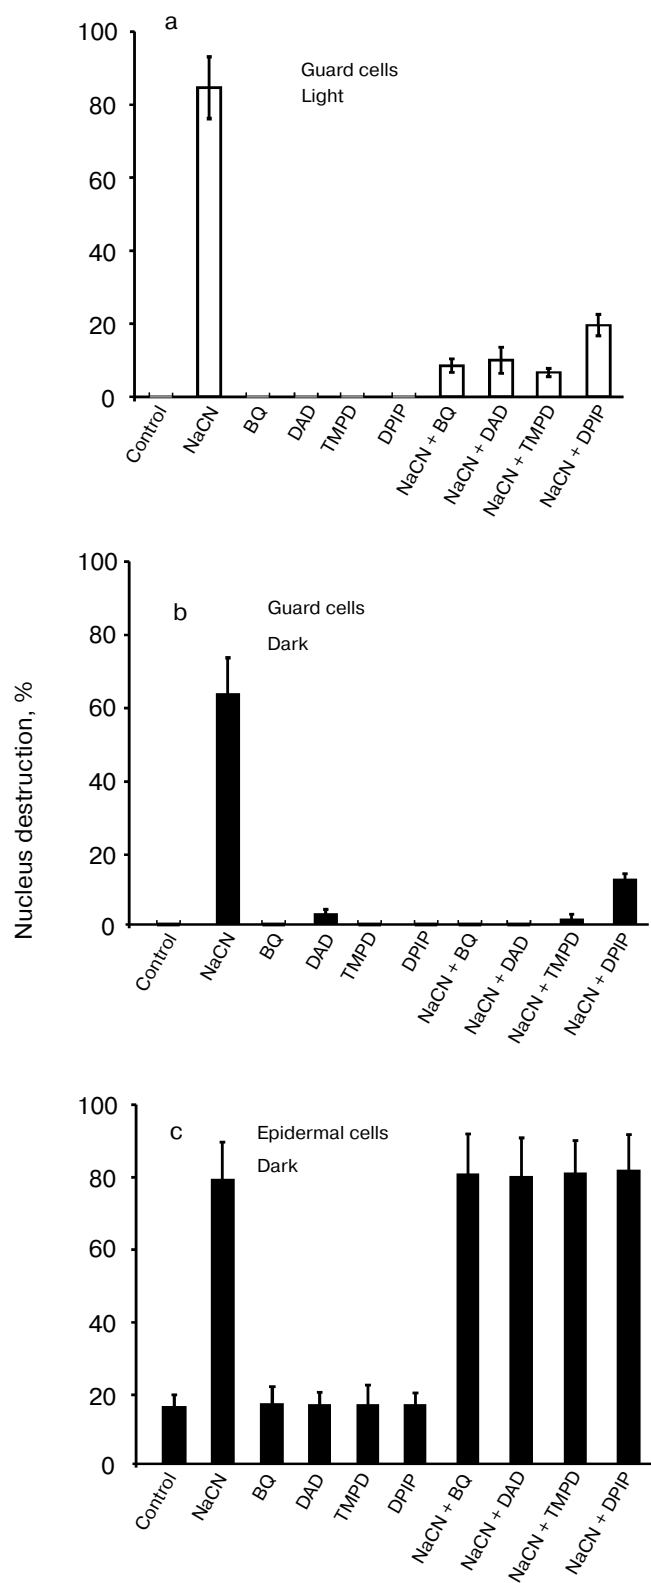 a
Guard cells
Light
100
80
60
40
20
0
Control
NaCN
BQ
DAD
TMPD
DPIP
NaCN + BQ
NaCN + DAD
NaCN + TMPD
NaCN + DPIP
Nucleus destruction, %
b
Guard cells
Dark
100
80
60
40
20
0
Control
NaCN
BQ
DAD
TMPD
DPIP
NaCN + BQ
NaCN + DAD
NaCN + TMPD
NaCN + DPIP
c
Epidermal cells
Dark
100
80
60
40
20
0
Control
NaCN
BQ
DAD
TMPD
DPIP
NaCN + BQ
NaCN + DAD
NaCN + TMPD
NaCN + DPIP